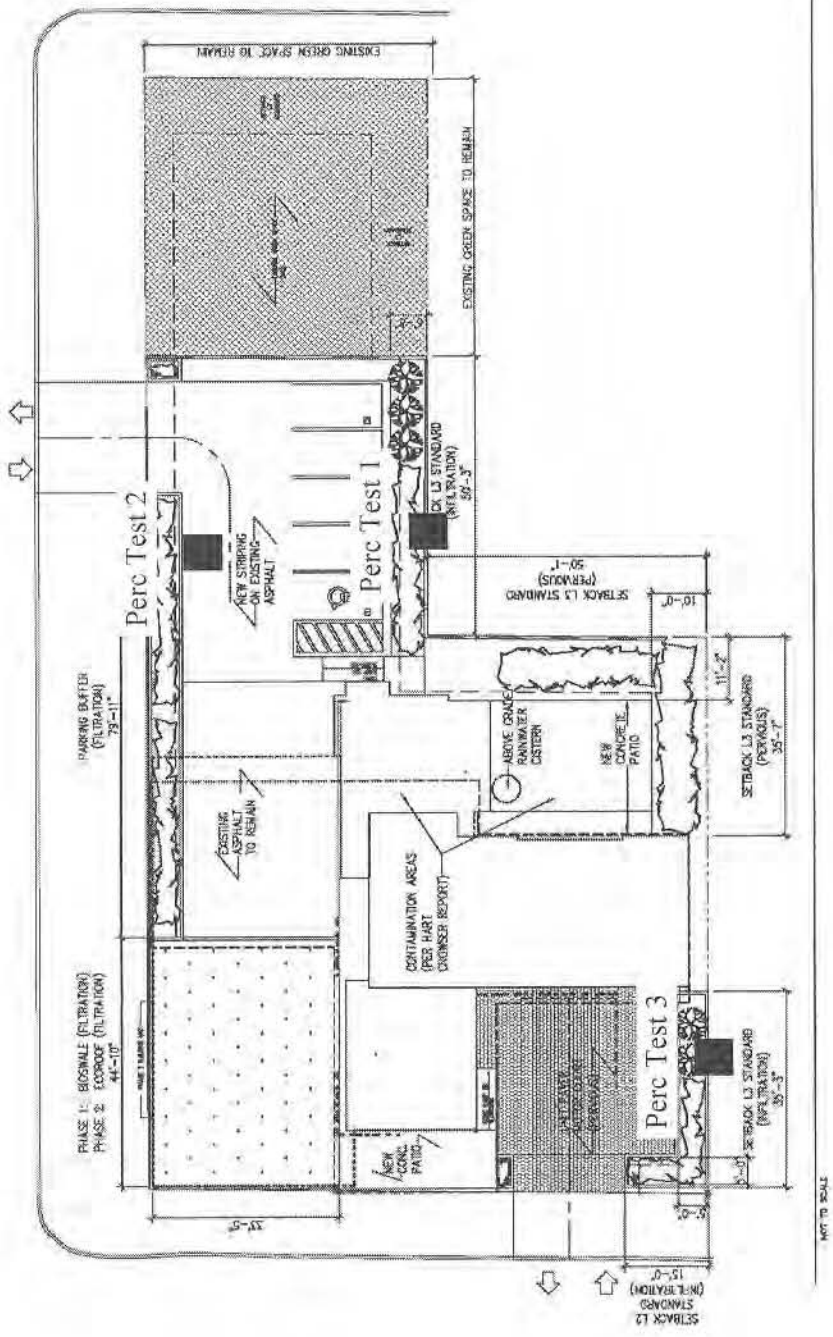 EXISTING GREEN SPACE TO REMAIN
EXISTING GREEN SPACE TO REMAIN
Perc Test 2
Perc Test 1
NEW STRIPING
ON EXISTING
ASPHALT
L3 STANDARD
(INFILTRATION)
50'-3"
SETBACK L3 STANDARD
(PERVIOUS)
50'-1"
10'-0"
11'-2"
PARKING BUFFER
(FILTRATION)
79'-11"
EXISTING
ASPHALT
TO REMAIN
ABOVE GRADE
RAINWATER
CISTERN
NEW
CONCRETE
PATIO
SETBACK L3 STANDARD
(PERVIOUS)
35'-7"
CONTAMINATION AREAS
(PER HART
CROWSER REPORT)
PHASE 1: BIOSWALE (FILTRATION)
PHASE 2: ECOROOF (FILTRATION)
44'-10"
NEW
CONC.
PATIO
Perc Test 3
SETBACK L3 STANDARD
(INFILTRATION)
35'-3"
5'-0"
5'-0"
SETBACK L2
STANDARD
(INFILTRATION)
15'-0"
NOT TO SCALE